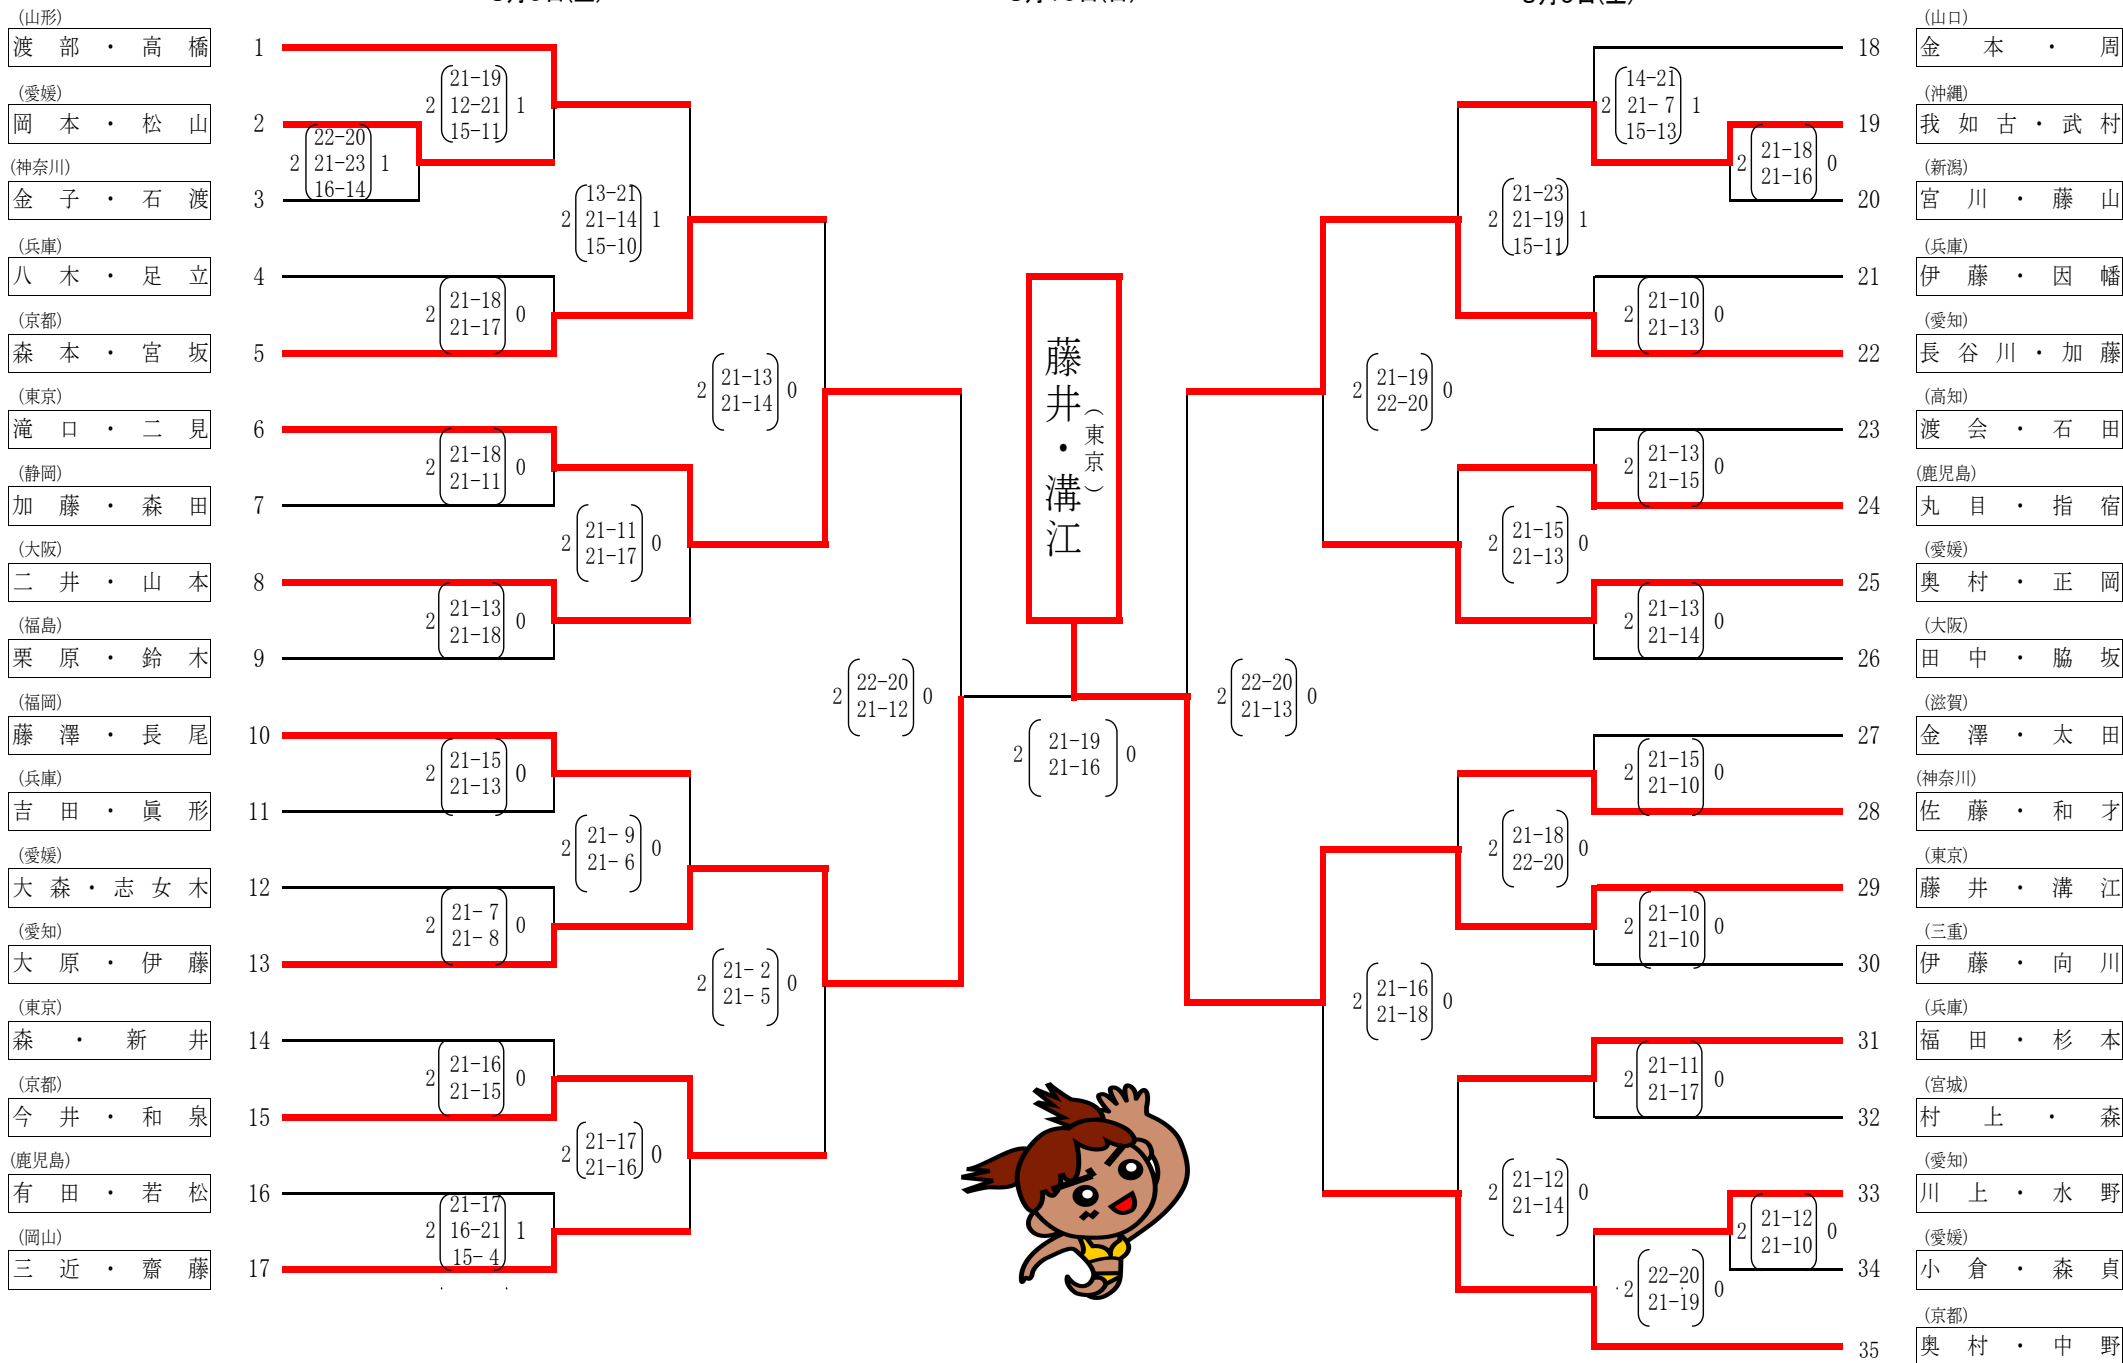 (山形)
渡部・高橋 1
(愛媛)
岡本・松山 2
(神奈川)
金子・石渡 3
(兵庫)
八木・足立 4
(京都)
森本・宮坂 5
(東京)
滝口・二見 6
(静岡)
加藤・森田 7
(大阪)
二井・山本 8
(福島)
栗原・鈴木 9
(福岡)
藤澤・長尾 10
(兵庫)
吉田・眞形 11
(愛媛)
大森・志女木 12
(愛知)
大原・伊藤 13
(東京)
森・新井 14
(京都)
今井・和泉 15
(鹿児島)
有田・若松 16
(岡山)
三近・齋藤 17
22-20
2 21-23 1
16-14
21-19
2 12-21 1
15-11
21-18
2 21-17 0
21-18
2 21-11 0
21-13
2 21-18 0
21-15
2 21-13 0
21- 7
2 21- 8 0
21-16
2 21-15 0
21-17
2 16-21 1
15- 4
13-21
2 21-14 1
15-10
21-11
2 21-17 0
21- 9
2 21- 6 0
21-17
2 21-16 0
21-13
2 21-14 0
21- 2
2 21- 5 0
22-20
2 21-12 0
藤井・溝江
(東京)
21-19
2 21-16 0
22-20
2 21-13 0
21-19
2 22-20 0
21-16
2 21-18 0
21-23
2 21-19 1
15-11
21-15
2 21-13 0
21-18
2 22-20 0
21-12
2 21-14 0
14-21
2 21- 7 1
15-13
21-10
2 21-13 0
21-13
2 21-15 0
21-13
2 21-14 0
21-15
2 21-10 0
21-10
2 21-10 0
21-11
2 21-17 0
22-20
2 21-19 0
21-18
2 21-16 0
21-12
2 21-10 0
(山口)
18 金本・周
(沖縄)
19 我如古・武村
(新潟)
20 宮川・藤山
(兵庫)
21 伊藤・因幡
(愛知)
22 長谷川・加藤
(高知)
23 渡会・石田
(鹿児島)
24 丸目・指宿
(愛媛)
25 奥村・正岡
(大阪)
26 田中・脇坂
(滋賀)
27 金澤・太田
(神奈川)
28 佐藤・和才
(東京)
29 藤井・溝江
(三重)
30 伊藤・向川
(兵庫)
31 福田・杉本
(宮城)
32 村上・森
(愛知)
33 川上・水野
(愛媛)
34 小倉・森貞
(京都)
35 奥村・中野